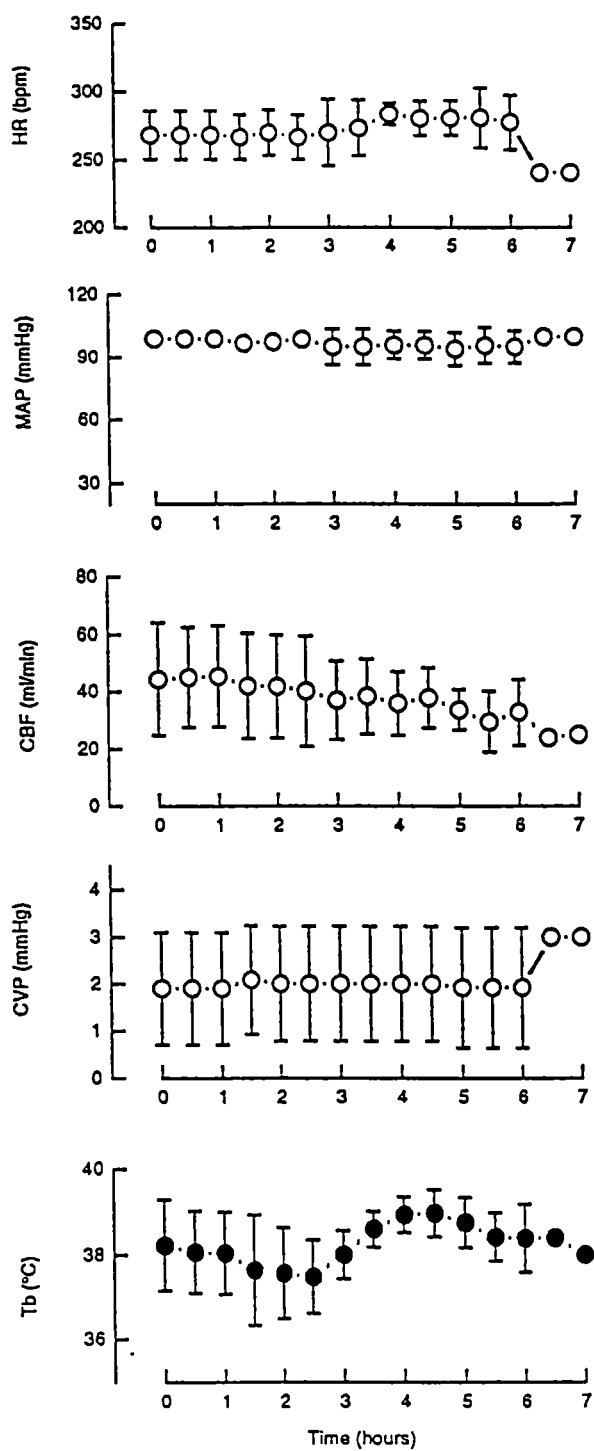 350
300
250
200
HR (bpm)
0 1 2 3 4 5 6 7
120
90
60
30
MAP (mmHg)
0 1 2 3 4 5 6 7
80
60
40
20
0
CBF (ml/min)
0 1 2 3 4 5 6 7
4
3
2
1
0
CVP (mmHg)
0 1 2 3 4 5 6 7
40
38
36
Tb (°C)
0 1 2 3 4 5 6 7
Time (hours)